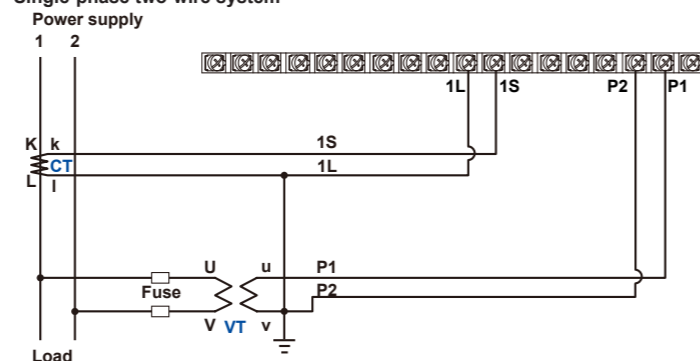 Single-phase two-wire system
Power supply
1 2
1L 1S P2 P1
K k 1S
CT
L l 1L
U u P1
Fuse P2
V VT v
Load